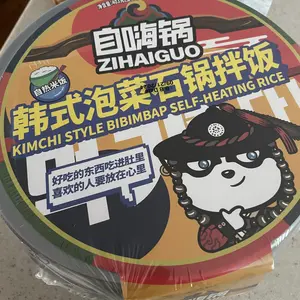 自嗨锅
ZIHAIGUO
自热米饭
韩式泡菜石锅拌饭
KIMCHI STYLE BIBIMBAP SELF-HEATING RICE
好吃的东西吃进肚里
喜欢的人要放在心里